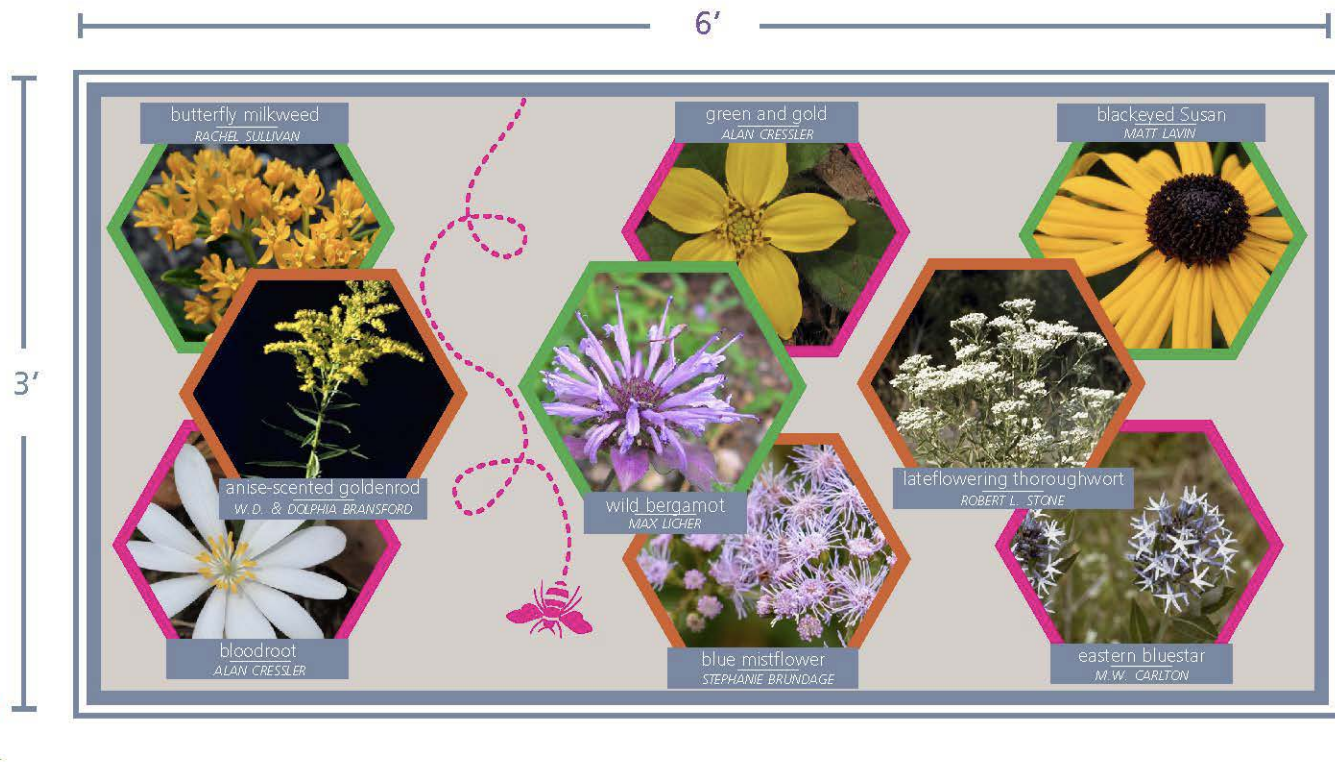 6'
3'
butterfly milkweed
RACHEL SULLIVAN
green and gold
ALAN CRESSLER
blackeyed Susan
MATT LAVIN
anise-scented goldenrod
W.D. & DOLPHIA BRANSFORD
wild bergamot
MAX LICHER
lateflowering thoroughwort
ROBERT L. STONE
bloodroot
ALAN CRESSLER
blue mistflower
STEPHANIE BRUNDAGE
eastern bluestar
M.W. CARLTON